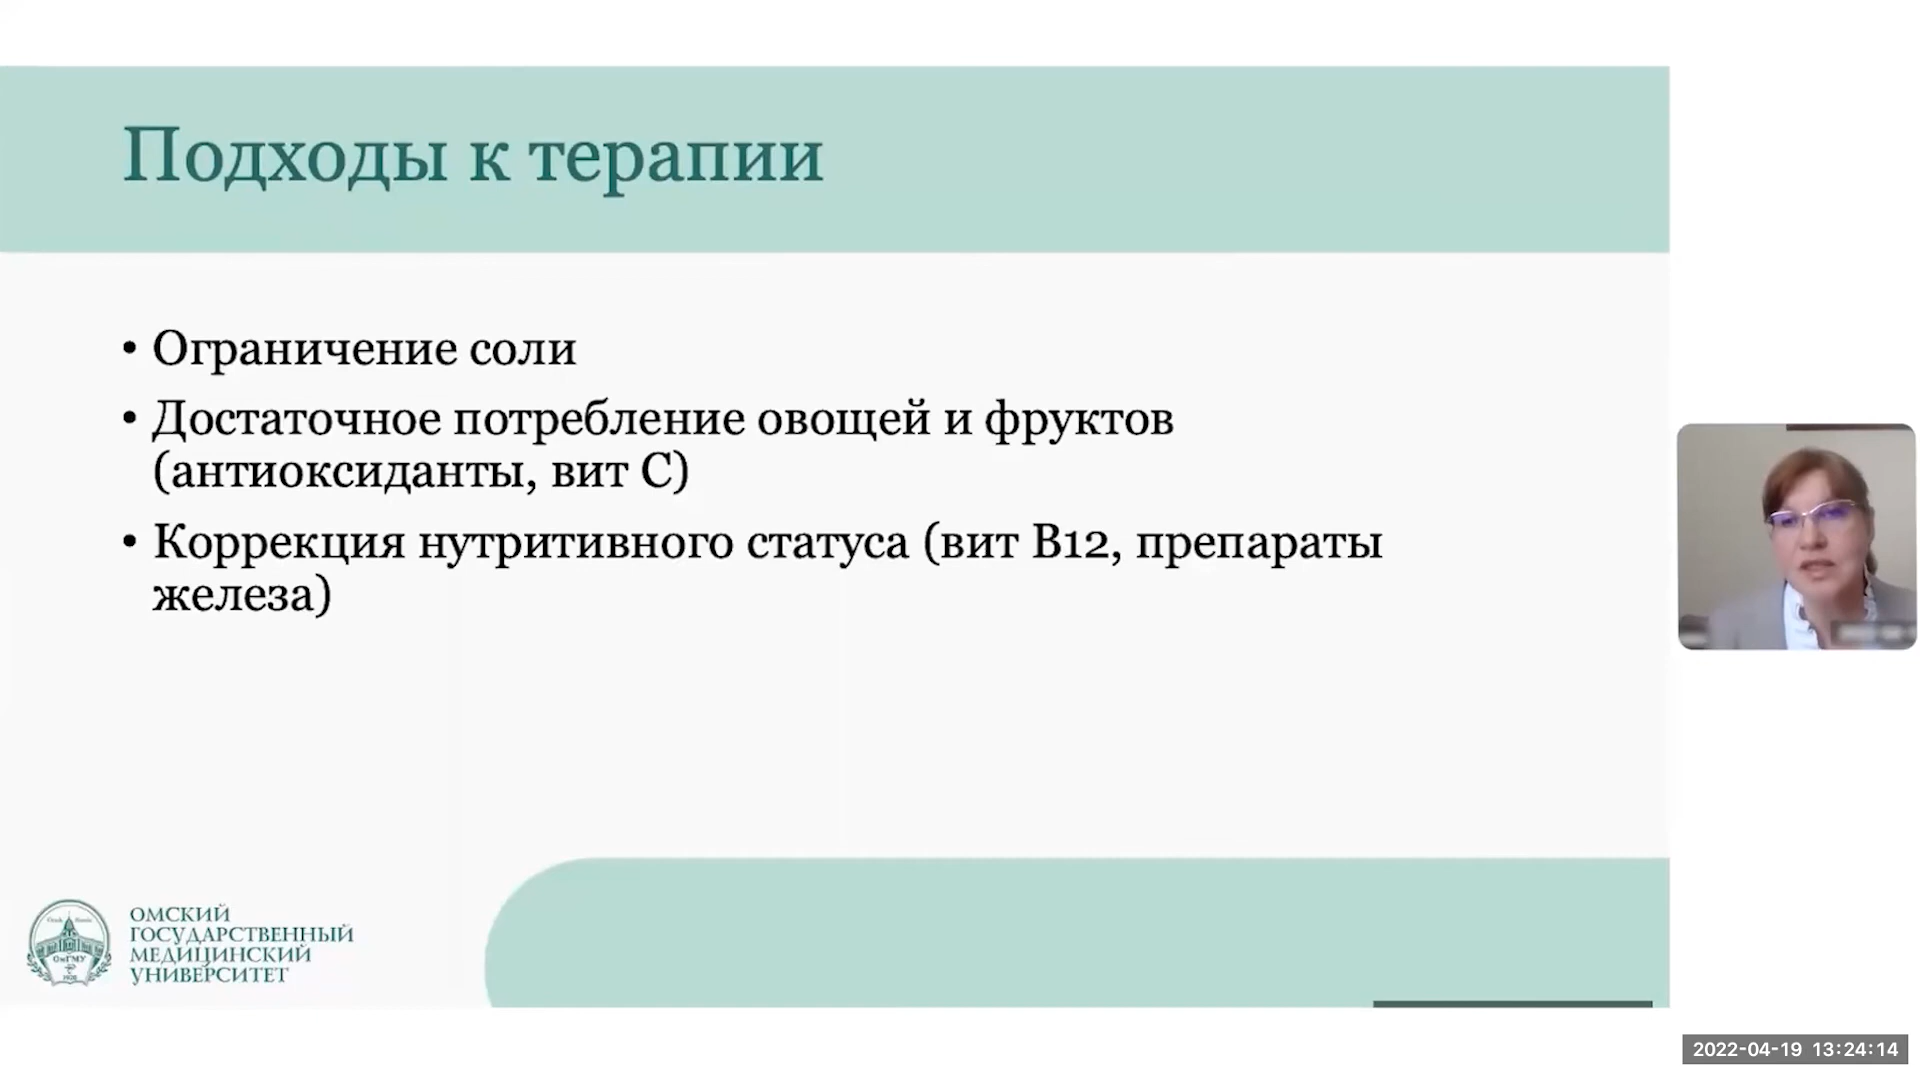 Подходы к терапии
• Ограничение соли
• Достаточное потребление овощей и фруктов
(антиоксиданты, вит С)
• Коррекция нутритивного статуса (вит В12, препараты
железа)
ОМСКИЙ
ГОСУДАРСТВЕННЫЙ
МЕДИЦИНСКИЙ
УНИВЕРСИТЕТ
ОмГМУ
2022-04-19 13:24:14